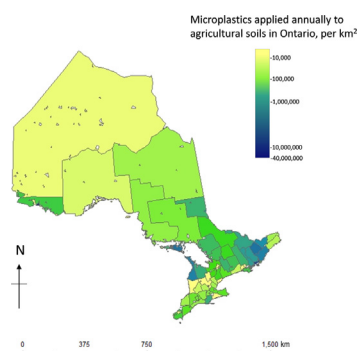 Microplastics applied annually to
agricultural soils in Ontario, per km²
-10,000
-100,000
-1,000,000
-10,000,000
-40,000,000
N
0 375 750 1,500 km